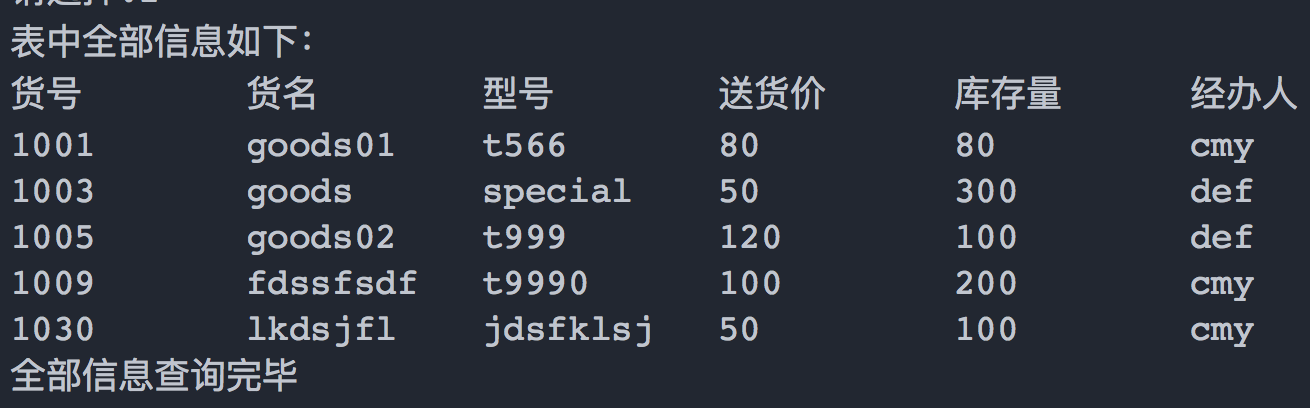 表中全部信息如下：
货号 货名 型号 送货价 库存量 经办人
1001 goods01 t566 80 80 cmy
1003 goods special 50 300 def
1005 goods02 t999 120 100 def
1009 fdssfsdf t9990 100 200 cmy
1030 lkdsjfl jdsfklsj 50 100 cmy
全部信息查询完毕